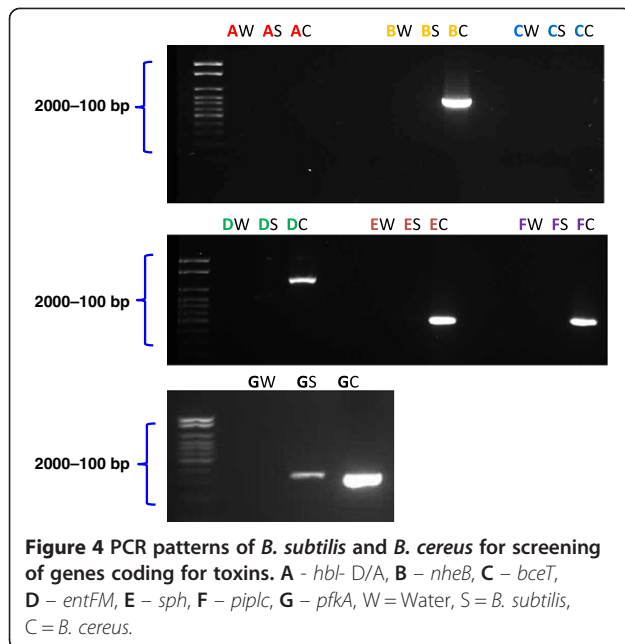 AW AS AC BW BS BC CW CS CC
2000–100 bp
DW DS DC EW ES EC FW FS FC
2000–100 bp
GW GS GC
2000–100 bp
Figure 4 PCR patterns of B. subtilis and B. cereus for screening
of genes coding for toxins. A - hbl- D/A, B – nheB, C – bceT,
D – entFM, E – sph, F – piplc, G – pfkA, W = Water, S = B. subtilis,
C = B. cereus.